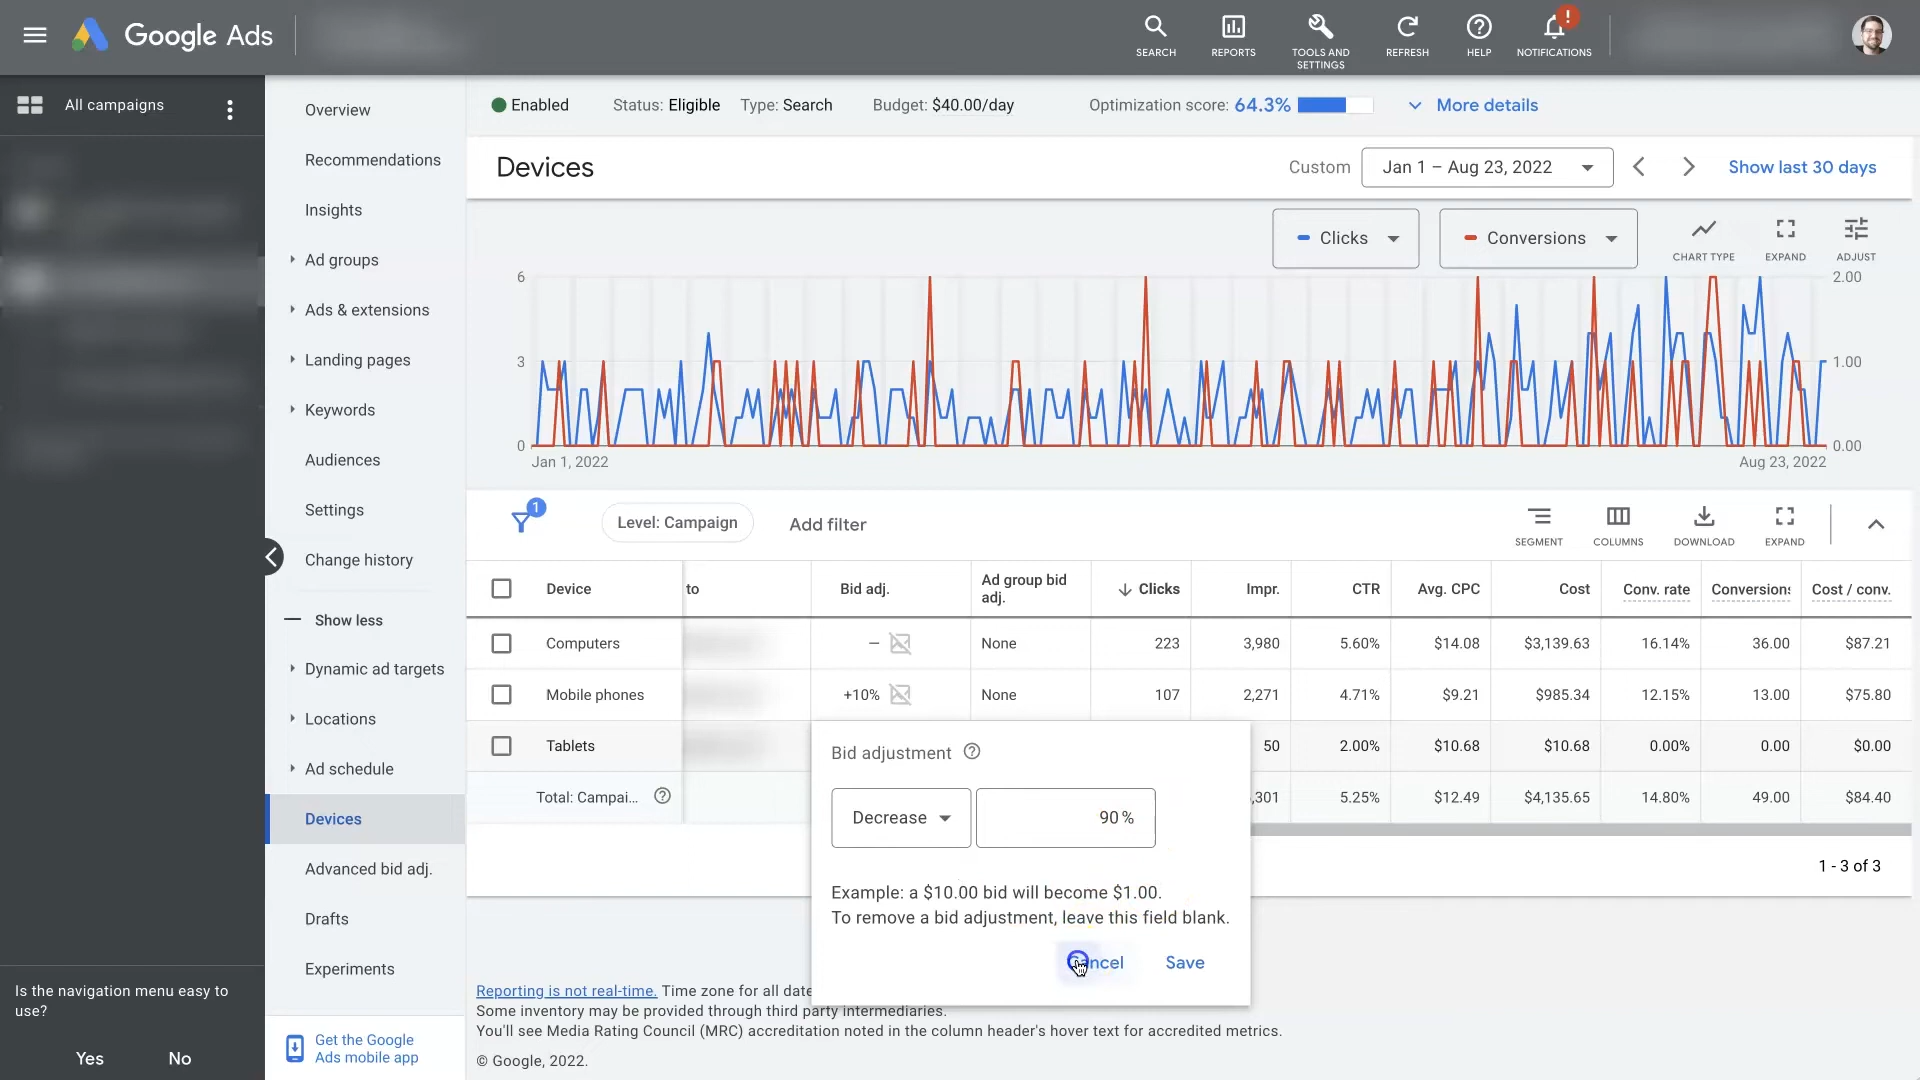 Google Ads
SEARCH
REPORTS
TOOLS AND
SETTINGS
REFRESH
HELP
!
NOTIFICATIONS
All campaigns
Overview
Recommendations
Insights
Ad groups
Ads & extensions
Landing pages
Keywords
Audiences
Settings
Change history
Show less
Dynamic ad targets
Locations
Ad schedule
Devices
Advanced bid adj.
Drafts
Experiments
Get the Google
Ads mobile app
Is the navigation menu easy to
use?
Yes No
Enabled Status: Eligible Type: Search Budget: $40.00/day Optimization score: 64.3% More details
Devices Custom Jan 1 – Aug 23, 2022 Show last 30 days
Clicks Conversions CHART TYPE EXPAND ADJUST
6 2.00
3 1.00
0 0.00
Jan 1, 2022 Aug 23, 2022
1 Level: Campaign Add filter SEGMENT COLUMNS DOWNLOAD EXPAND
Device to Bid adj. Ad group bid adj. Clicks Impr. CTR Avg. CPC Cost Conv. rate Conversions Cost / conv.
Computers — None 223 3,980 5.60% $14.08 $3,139.63 16.14% 36.00 $87.21
Mobile phones +10% None 107 2,271 4.71% $9.21 $985.34 12.15% 13.00 $75.80
Tablets 50 2.00% $10.68 $10.68 0.00% 0.00 $0.00
Total: Campai... ,301 5.25% $12.49 $4,135.65 14.80% 49.00 $84.40
1 - 3 of 3
Bid adjustment
Decrease 90 %
Example: a $10.00 bid will become $1.00.
To remove a bid adjustment, leave this field blank.
Cancel Save
Reporting is not real-time. Time zone for all date
Some inventory may be provided through third party intermediaries.
You'll see Media Rating Council (MRC) accreditation noted in the column header's hover text for accredited metrics.
© Google, 2022.